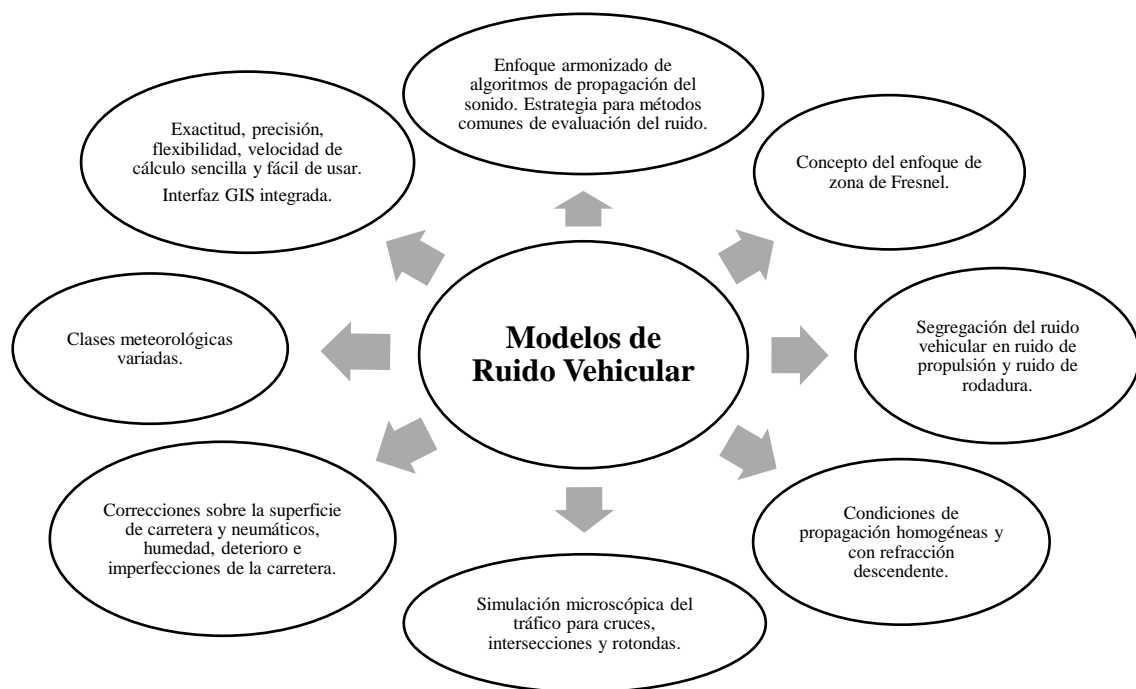 Enfoque armonizado de
algoritmos de propagación del
sonido. Estrategia para métodos
comunes de evaluación del ruido.
Concepto del enfoque de
zona de Fresnel.
Segregación del ruido
vehicular en ruido de
propulsión y ruido de
rodadura.
Condiciones de
propagación homogéneas y
con refracción
descendente.
Simulación microscópica del
tráfico para cruces,
intersecciones y rotondas.
Correcciones sobre la superficie
de carretera y neumáticos,
humedad, deterioro e
imperfecciones de la carretera.
Clases meteorológicas
variadas.
Exactitud, precisión,
flexibilidad, velocidad de
cálculo sencilla y fácil de usar.
Interfaz GIS integrada.
Modelos de
Ruido Vehicular